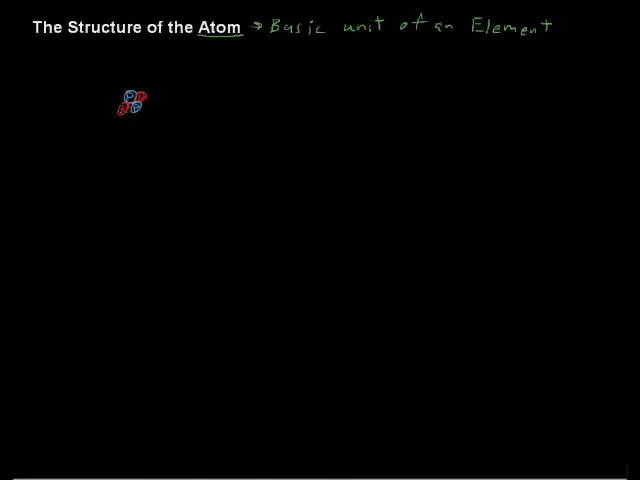 The Structure of the Atom → Basic unit of an Element
P N
N P